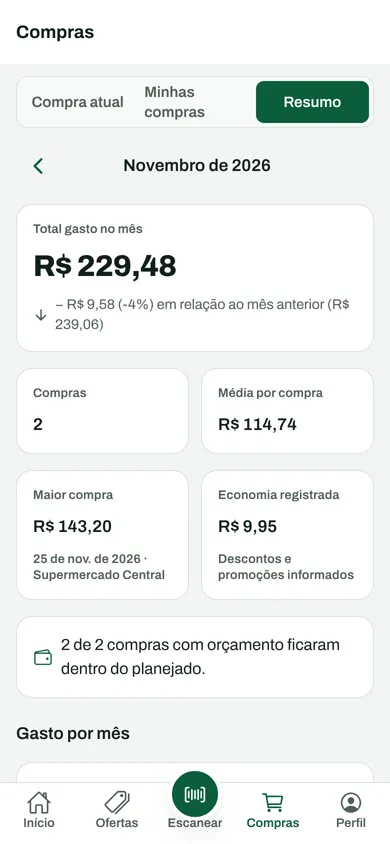 Compras
Compra atual
Minhas
compras
Resumo
Novembro de 2026
Total gasto no mês
R$ 229,48
− R$ 9,58 (-4%) em relação ao mês anterior (R$
239,06)
Compras
2
Média por compra
R$ 114,74
Maior compra
R$ 143,20
25 de nov. de 2026 ·
Supermercado Central
Economia registrada
R$ 9,95
Descontos e
promoções informados
2 de 2 compras com orçamento ficaram
dentro do planejado.
Gasto por mês
Início
Ofertas
Escanear
Compras
Perfil